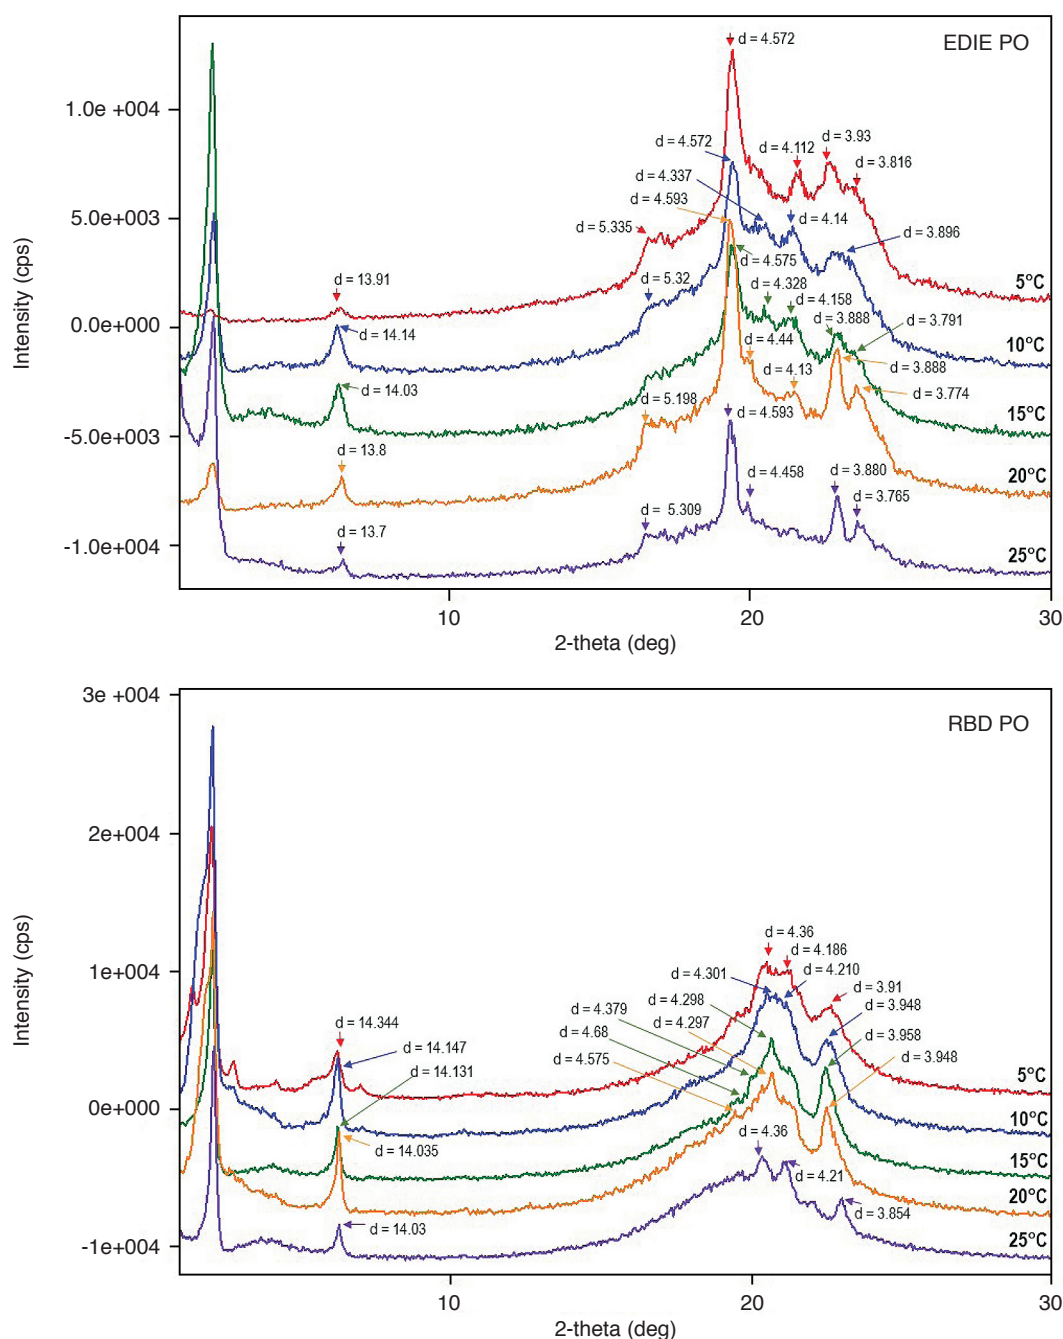 EDIE PO
d = 4.572
1.0e +004
d = 4.572
d = 4.112
d = 3.93
d = 3.816
d = 4.337
d = 4.593
5.0e+003
d = 5.335
d = 4.14
d = 3.896
d = 4.575
d = 13.91
d = 5.32
d = 4.328
5°C
d = 4.158
0.0e+000
d = 14.14
d = 3.888
d = 3.791
d = 4.44
10°C
d = 3.888
d = 4.13
d = 14.03
d = 3.774
d = 5.198
15°C
d = 4.593
-5.0e+003
d = 13.8
d = 4.458
d = 3.880
20°C
d = 3.765
d = 5.309
d = 13.7
-1.0e+004
25°C
Intensity (cps)
10
20
30
2-theta (deg)
3e +004
RBD PO
2e+004
d = 4.36
d = 4.186
1e+004
d = 4.301
d = 4.210
d = 3.91
d = 4.298
d = 3.948
d = 4.379
d = 14.344
d = 4.297
d = 4.68
d = 3.958
d = 14.147
d = 4.575
d = 3.948
d = 14.131
5°C
0e+000
10°C
d = 4.36
d = 14.035
15°C
d = 4.21
20°C
d = 3.854
d = 14.03
25°C
-1e+004
Intensity (cps)
10
20
30
2-theta (deg)